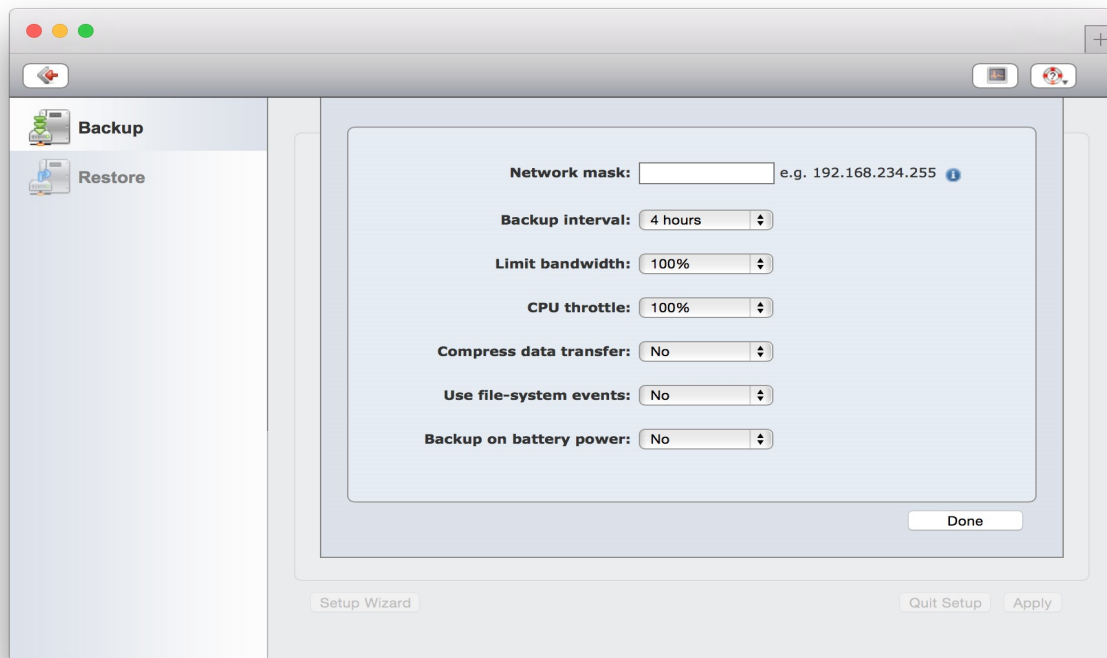 Backup
Restore
Network mask: e.g. 192.168.234.255
Backup interval: 4 hours
Limit bandwidth: 100%
CPU throttle: 100%
Compress data transfer: No
Use file-system events: No
Backup on battery power: No
Done
Setup Wizard Quit Setup Apply